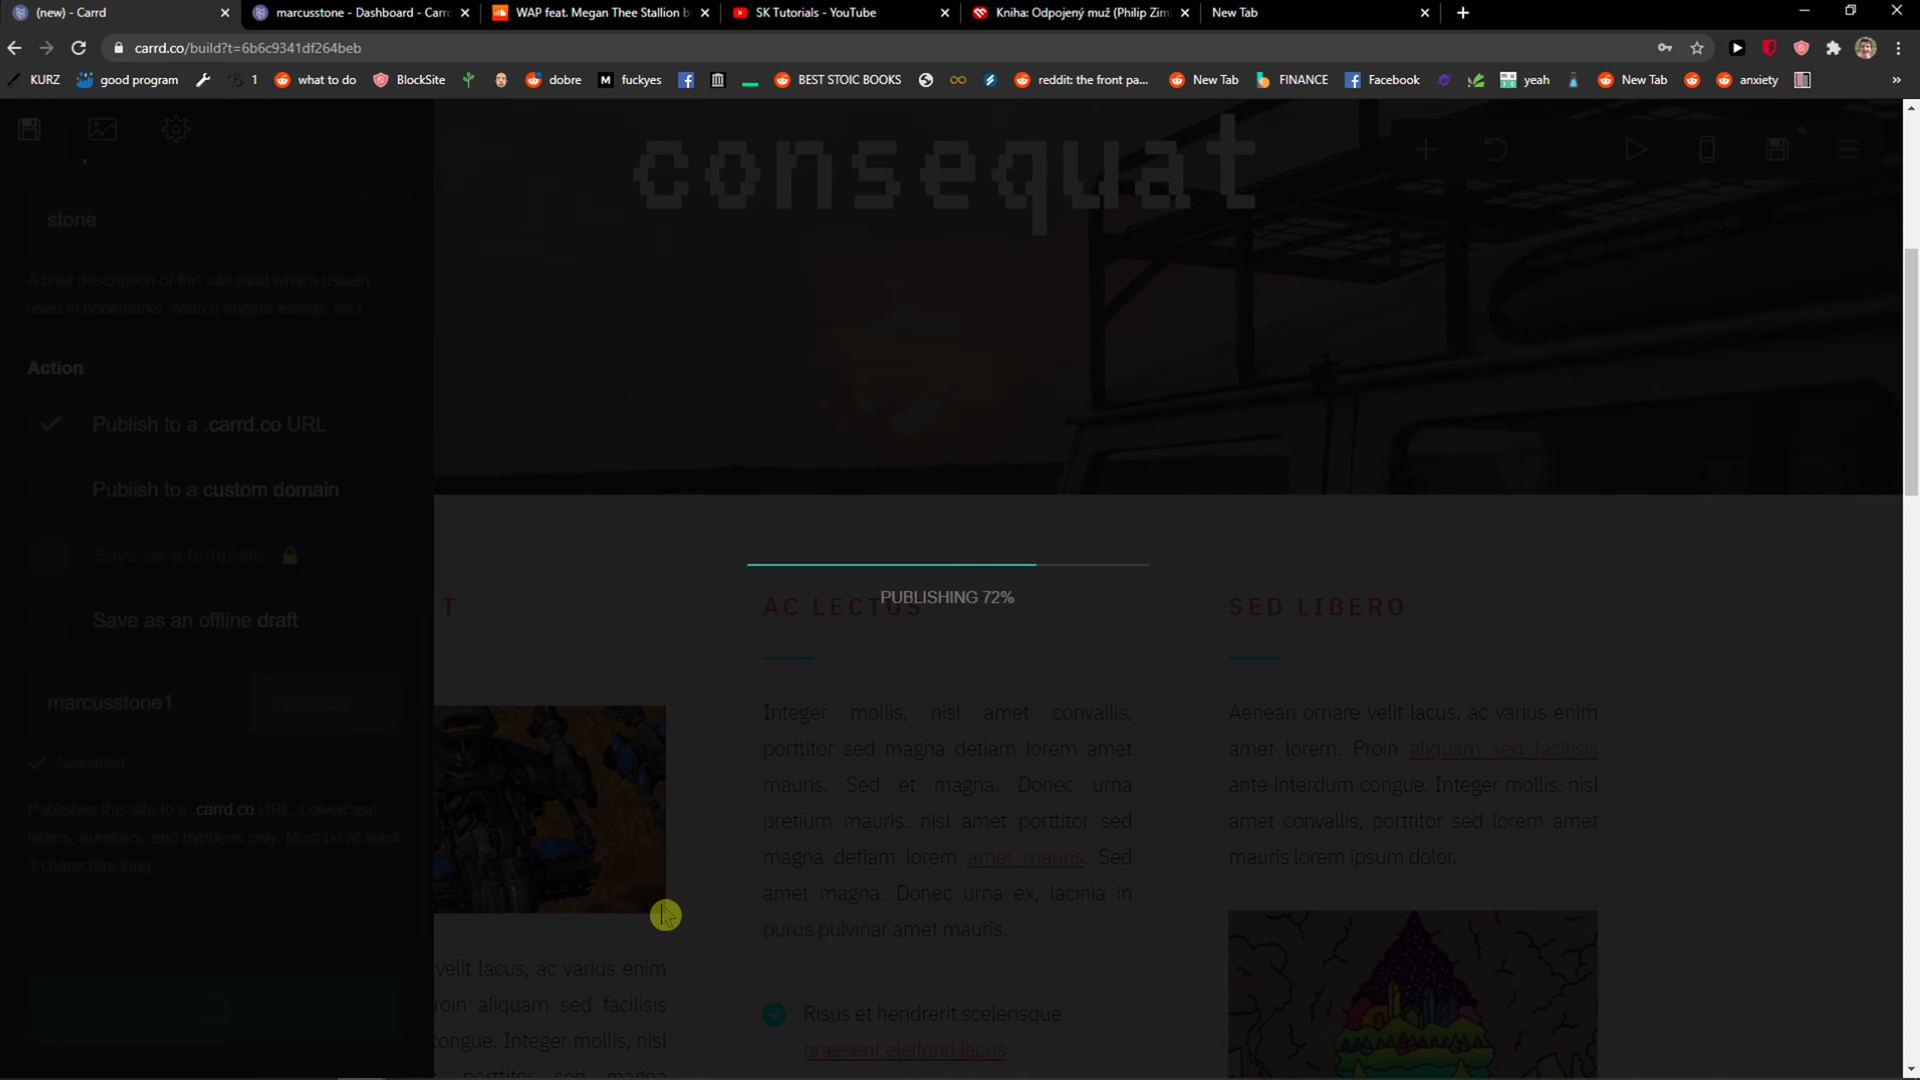 (new) - Carrd
marcusstone - Dashboard - Carr
WAP feat. Megan Thee Stallion b
SK Tutorials - YouTube
Kniha: Odpojený muž (Philip Zim
New Tab
carrd.co/build?t=6b6c9341df264beb
KURZ
good program
1
what to do
BlockSite
dobre
fuckyes
BEST STOIC BOOKS
reddit: the front pa...
New Tab
FINANCE
Facebook
yeah
New Tab
anxiety
consequat
stone
A brief description of this site (and what's usually
used in bookmarks, search engine listings, etc)
Action
Publish to a .carrd.co URL
Publish to a custom domain
Save as a template
Save as an offline draft
marcusstone1
Available!
Publishes this site to a .carrd.co URL. Lowercase
letters, numbers, and hyphens only. Must be at least
3 characters long
PUBLISHING 72%
AC LECTUS
SED LIBERO
Integer mollis, nisl amet convallis,
porttitor sed magna detiam lorem amet
mauris. Sed et magna. Donec urna
pretium mauris. nisl amet porttitor sed
magna detiam lorem amet mauris. Sed
amet magna. Donec urna ex, lacinia in
purus pulvinar amet mauris.
Risus et hendrerit scelerisque
praesent eleifend lacus
Aenean ornare velit lacus, ac varius enim
amet lorem. Proin aliquam sed facilisis
ante interdum congue. Integer mollis, nisl
amet convallis, porttitor sed lorem amet
mauris lorem ipsum dolor.
velit lacus, ac varius enim
roin aliquam sed facilisis
congue. Integer mollis, nisl
porttitor sed magna